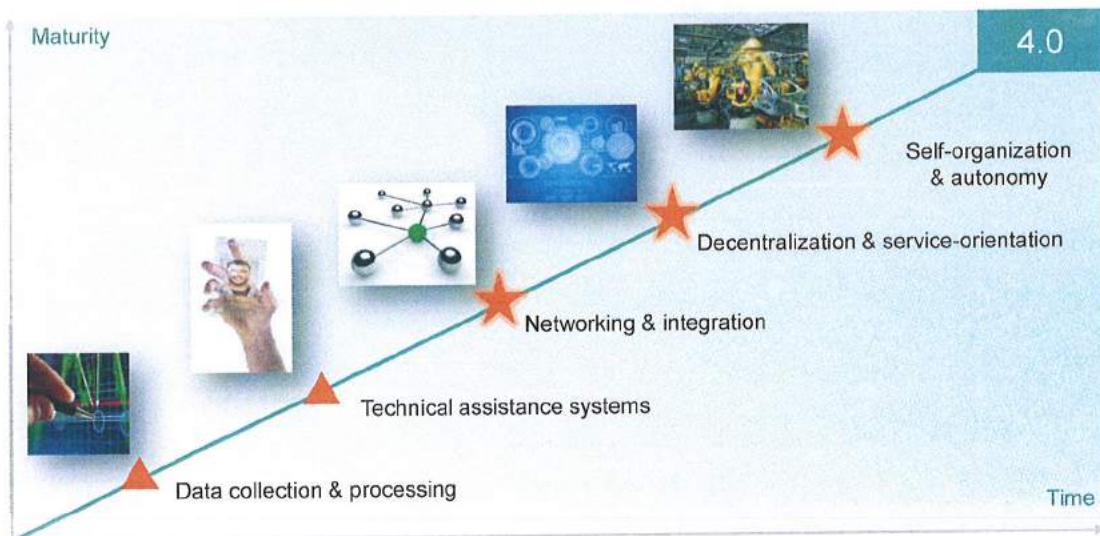 Maturity
4.0
Self-organization
& autonomy
Decentralization & service-orientation
Networking & integration
Technical assistance systems
Data collection & processing
Time